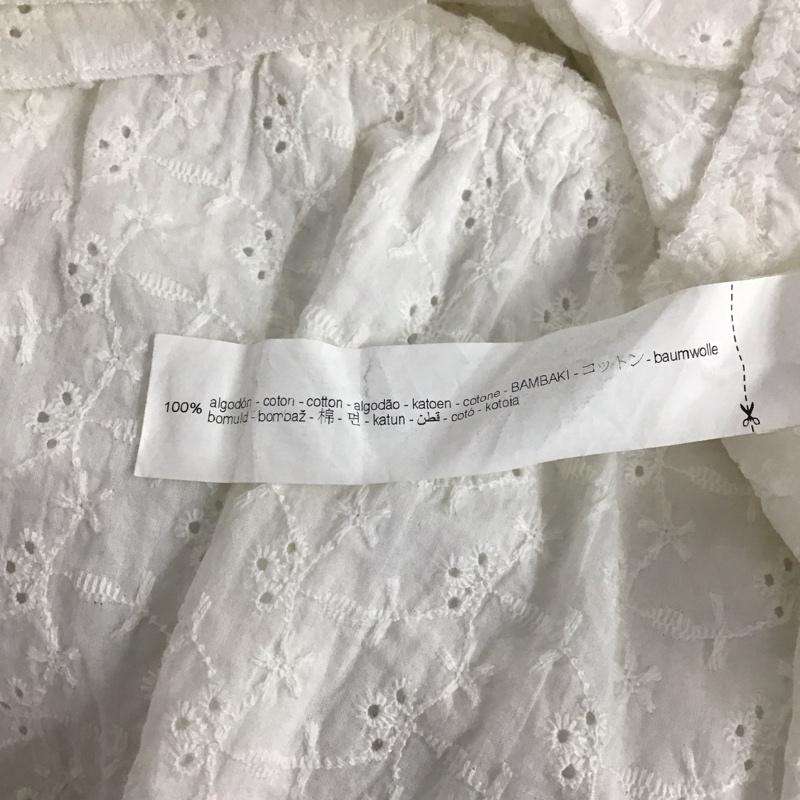 100% algodón - coton - cotton - algodão - katoen - cotone - BAMBAKI - コットン - baumwolle
bomuld - bombaž - 棉 - 면 - katun - قطن - cotó - kotoia